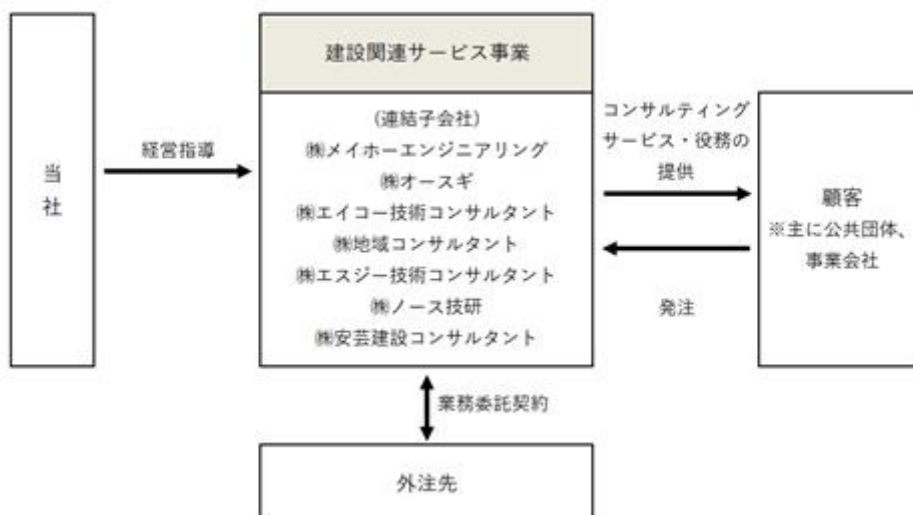 建設関連サービス事業
当
社
経営指導
(連結子会社)
㈱メイホーエンジニアリング
㈱オースギ
㈱エイコー技術コンサルタント
㈱地域コンサルタント
㈱エスジー技術コンサルタント
㈱ノース技研
㈱安芸建設コンサルタント
コンサルティング
サービス・役務の
提供
発注
顧客
※主に公共団体、
事業会社
業務委託契約
外注先